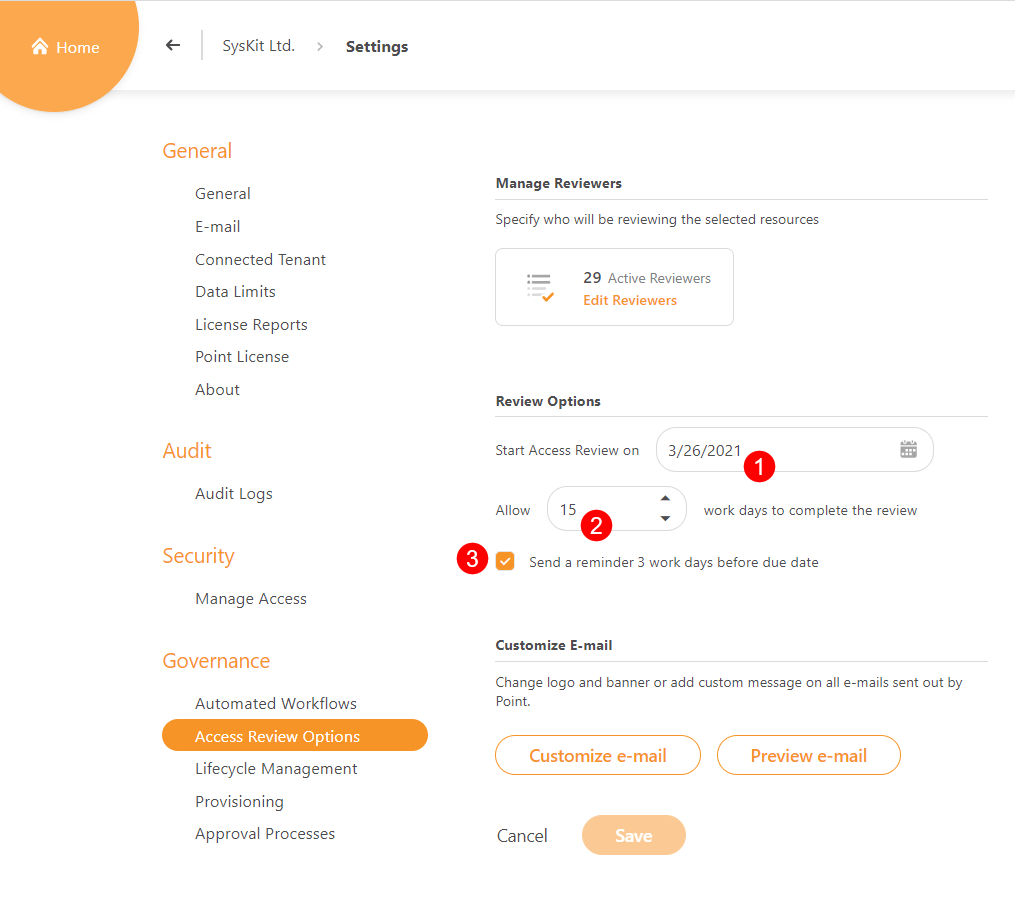 Home
SysKit Ltd. > Settings
General
General
E-mail
Connected Tenant
Data Limits
License Reports
Point License
About
Audit
Audit Logs
Security
Manage Access
Governance
Automated Workflows
Access Review Options
Lifecycle Management
Provisioning
Approval Processes
Manage Reviewers
Specify who will be reviewing the selected resources
29 Active Reviewers
Edit Reviewers
Review Options
Start Access Review on 3/26/2021
1
Allow 15 work days to complete the review
2
3 Send a reminder 3 work days before due date
Customize E-mail
Change logo and banner or add custom message on all e-mails sent out by
Point.
Customize e-mail Preview e-mail
Cancel Save